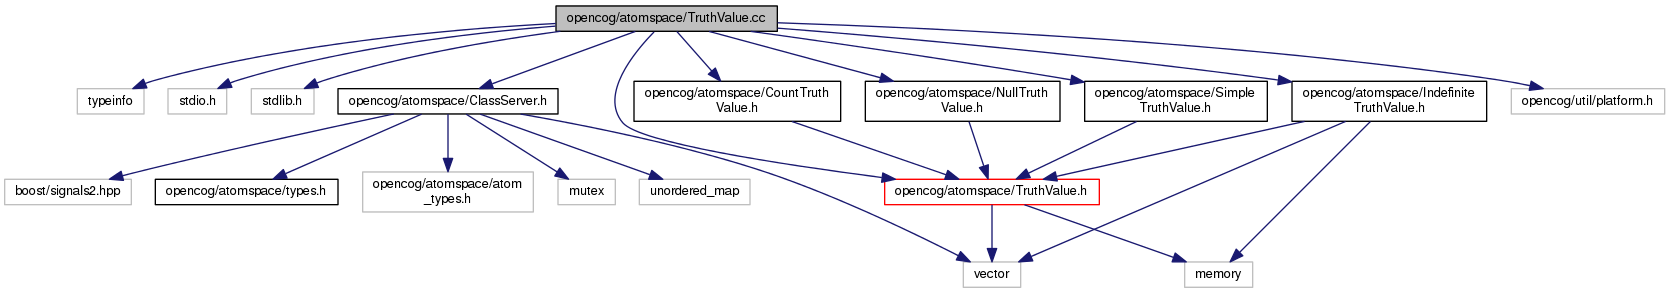 opencog/atomspace/TruthValue.cc
typeinfo
stdio.h
stdlib.h
opencog/atomspace/ClassServer.h
opencog/atomspace/CountTruth
Value.h
opencog/atomspace/NullTruth
Value.h
opencog/atomspace/Simple
TruthValue.h
opencog/atomspace/Indefinite
TruthValue.h
opencog/util/platform.h
boost/signals2.hpp
opencog/atomspace/types.h
opencog/atomspace/atom
_types.h
mutex
unordered_map
opencog/atomspace/TruthValue.h
vector
memory